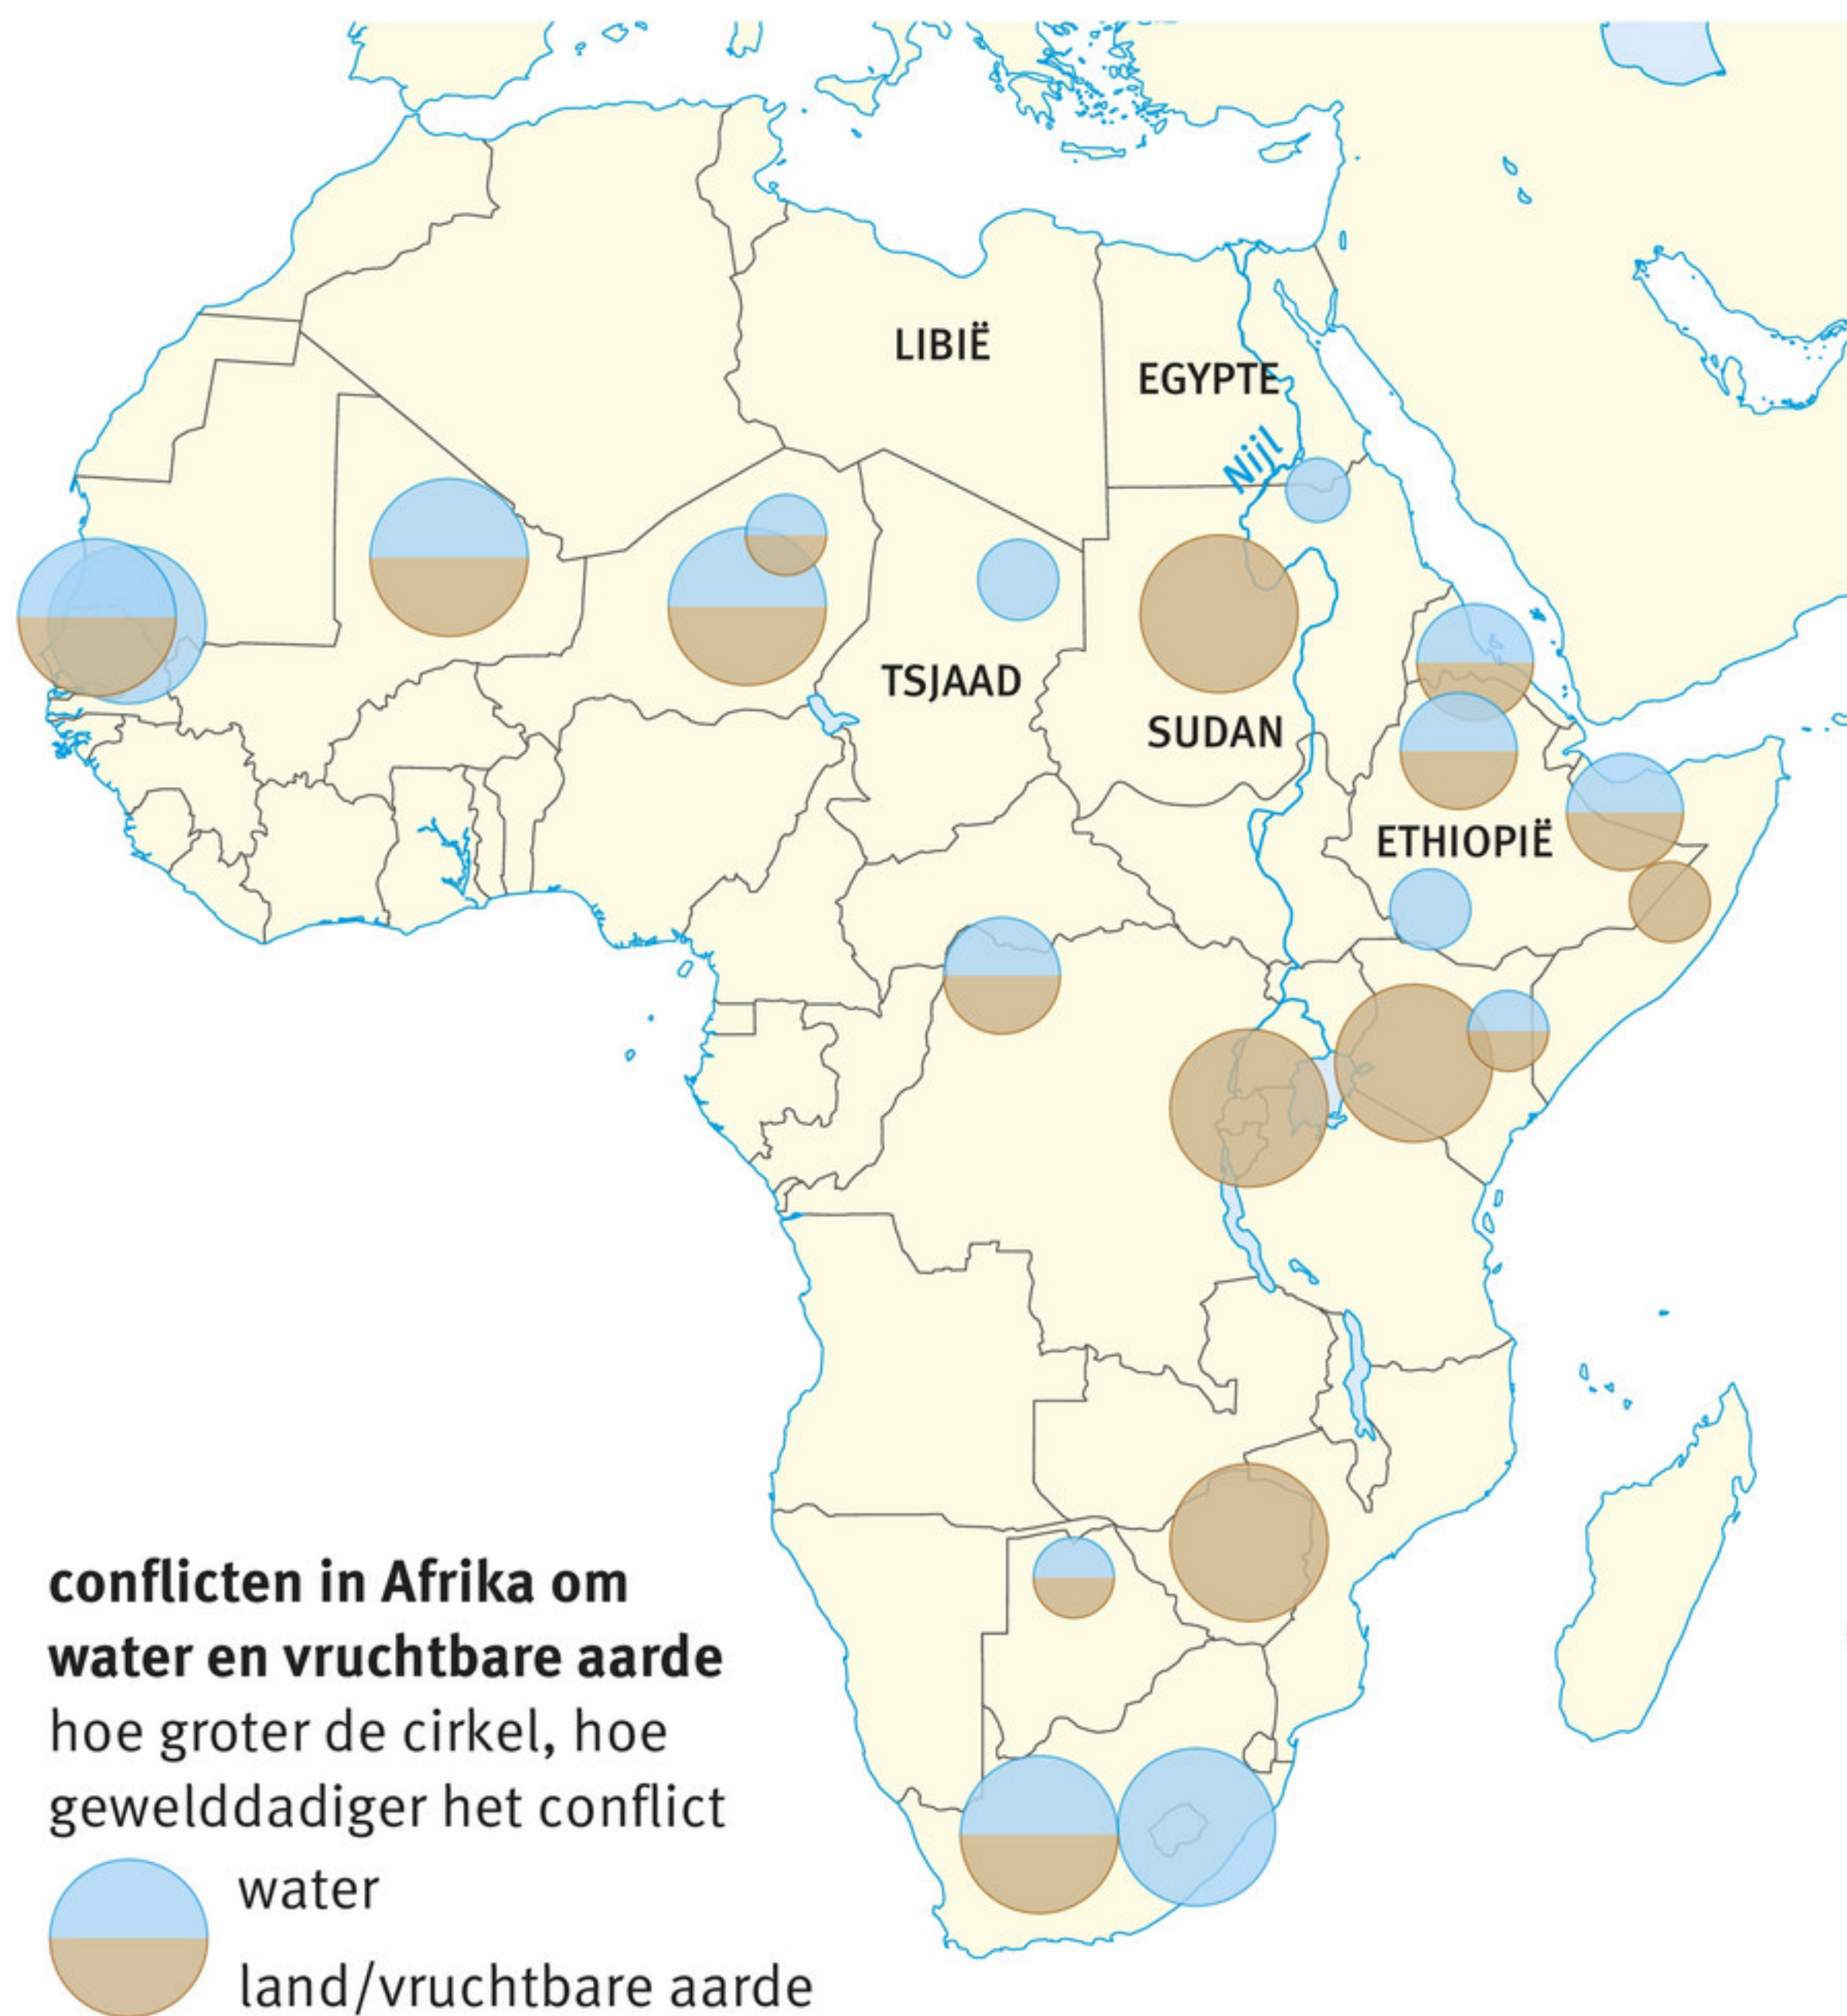 LIBIË
EGYPTE
Nijl
TSJAAD
SUDAN
ETHIOPIË
conflicten in Afrika om
water en vruchtbare aarde
hoe groter de cirkel, hoe
gewelddadiger het conflict
water
land/vruchtbare aarde